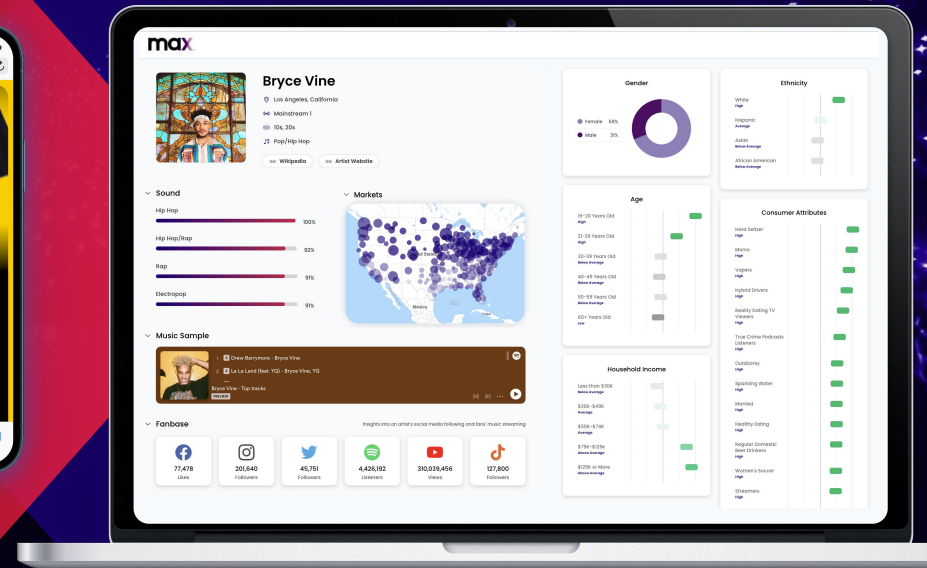 max
Bryce Vine
Los Angeles, California
Mainstream 1
10s, 20s
Pop/Hip Hop
Wikipedia
Artist Website
Sound
Hip Hop
100%
Hip Hop/Rap
92%
Rap
91%
Electropop
91%
Markets
Mexico
Music Sample
1 E Drew Barrymore - Bryce Vine
2 E La La Land (feat. YG) - Bryce Vine, YG
Bryce Vine - Top tracks
PREVIEW
Fanbase
Insights into an artist's social media following and fans' music streaming
77,478
Likes
201,640
Followers
45,751
Followers
4,426,192
Listeners
310,039,456
Views
127,800
Followers
Gender
Female 69%
Male 31%
Age
High
21-29 Years Old
High
Below Average
40-49 Years Old
Below Average
50-59 Years Old
Below Average
60+ Years Old
Low
Household Income
Less than $30K
Below Average
$30K-$49K
Average
$50K-$74K
Average
$75K-$125K
Above Average
$125K or More
Above Average
Ethnicity
White
High
Hispanic
Average
Asian
Below Average
African American
Below Average
Consumer Attributes
Hard Seltzer
High
Moms
High
Vapers
High
Hybrid Drivers
High
Reality Dating TV
Viewers
High
True Crime Podcasts
Listeners
High
Outdoorsy
High
Sparkling Water
High
Married
High
Healthy Eating
High
Regular Domestic
Beer Drinkers
High
Women's Soccer
High
Streamers
High